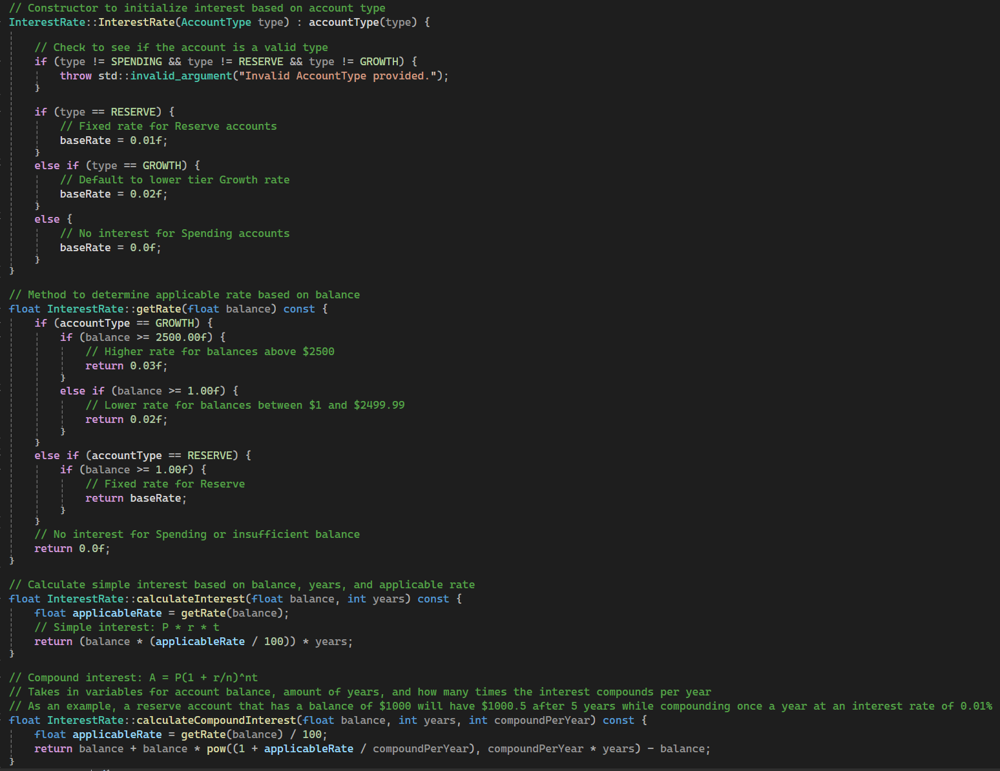 // Constructor to initialize interest based on account type
InterestRate::InterestRate(AccountType type) : accountType(type) {
// Check to see if the account is a valid type
if (type != SPENDING && type != RESERVE && type != GROWTH) {
throw std::invalid_argument("Invalid AccountType provided.");
}
if (type == RESERVE) {
// Fixed rate for Reserve accounts
baseRate = 0.01f;
}
else if (type == GROWTH) {
// Default to lower tier Growth rate
baseRate = 0.02f;
}
else {
// No interest for Spending accounts
baseRate = 0.0f;
}
}
// Method to determine applicable rate based on balance
float InterestRate::getRate(float balance) const {
if (accountType == GROWTH) {
if (balance >= 2500.00f) {
// Higher rate for balances above $2500
return 0.03f;
}
else if (balance >= 1.00f) {
// Lower rate for balances between $1 and $2499.99
return 0.02f;
}
}
else if (accountType == RESERVE) {
if (balance >= 1.00f) {
// Fixed rate for Reserve
return baseRate;
}
}
// No interest for Spending or insufficient balance
return 0.0f;
}
// Calculate simple interest based on balance, years, and applicable rate
float InterestRate::calculateInterest(float balance, int years) const {
float applicableRate = getRate(balance);
// Simple interest: P * r * t
return (balance * (applicableRate / 100)) * years;
}
// Compound interest: A = P(1 + r/n)^nt
// Takes in variables for account balance, amount of years, and how many times the interest compounds per year
// As an example, a reserve account that has a balance of $1000 will have $1000.5 after 5 years while compounding once a year at an interest rate of 0.01%
float InterestRate::calculateCompoundInterest(float balance, int years, int compoundPerYear) const {
float applicableRate = getRate(balance) / 100;
return balance + balance * pow((1 + applicableRate / compoundPerYear), compoundPerYear * years) - balance;
}